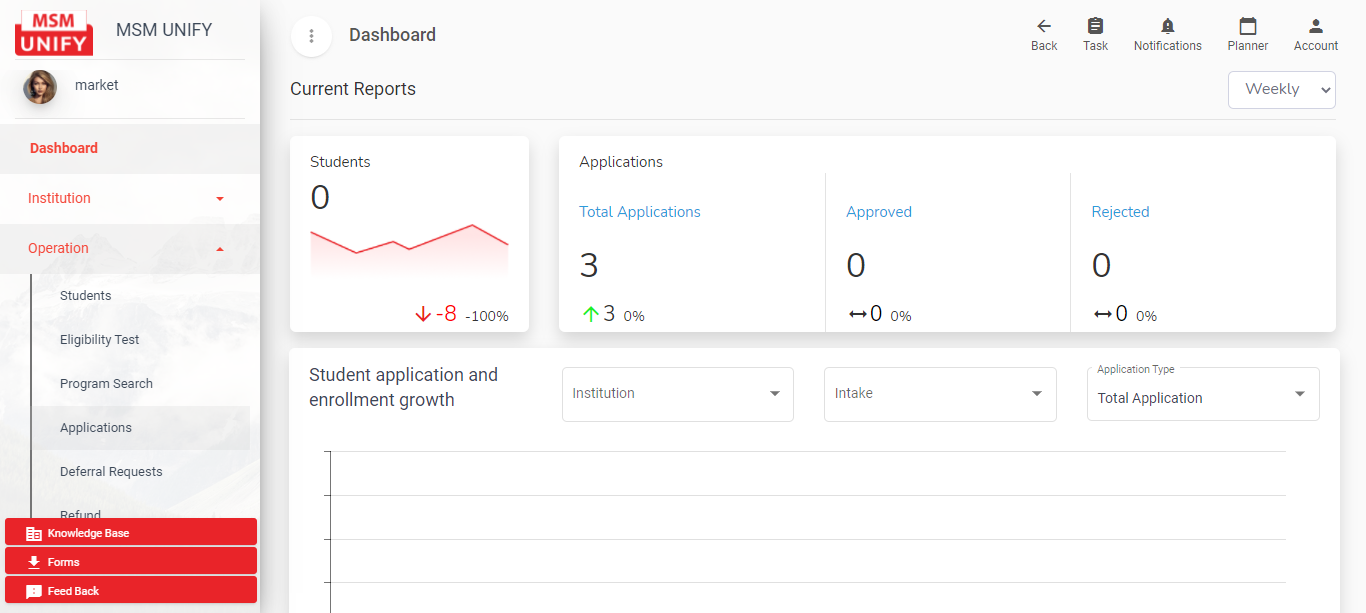 MSM
UNIFY
MSM UNIFY
market
Dashboard
Institution
Operation
Students
Eligibility Test
Program Search
Applications
Deferral Requests
Refund
Knowledge Base
Forms
Feed Back
Dashboard
Back
Task
Notifications
Planner
Account
Current Reports
Weekly
Students
0
-8 -100%
Applications
Total Applications
3
3 0%
Approved
0
0 0%
Rejected
0
0 0%
Student application and
enrollment growth
Institution
Intake
Application Type
Total Application